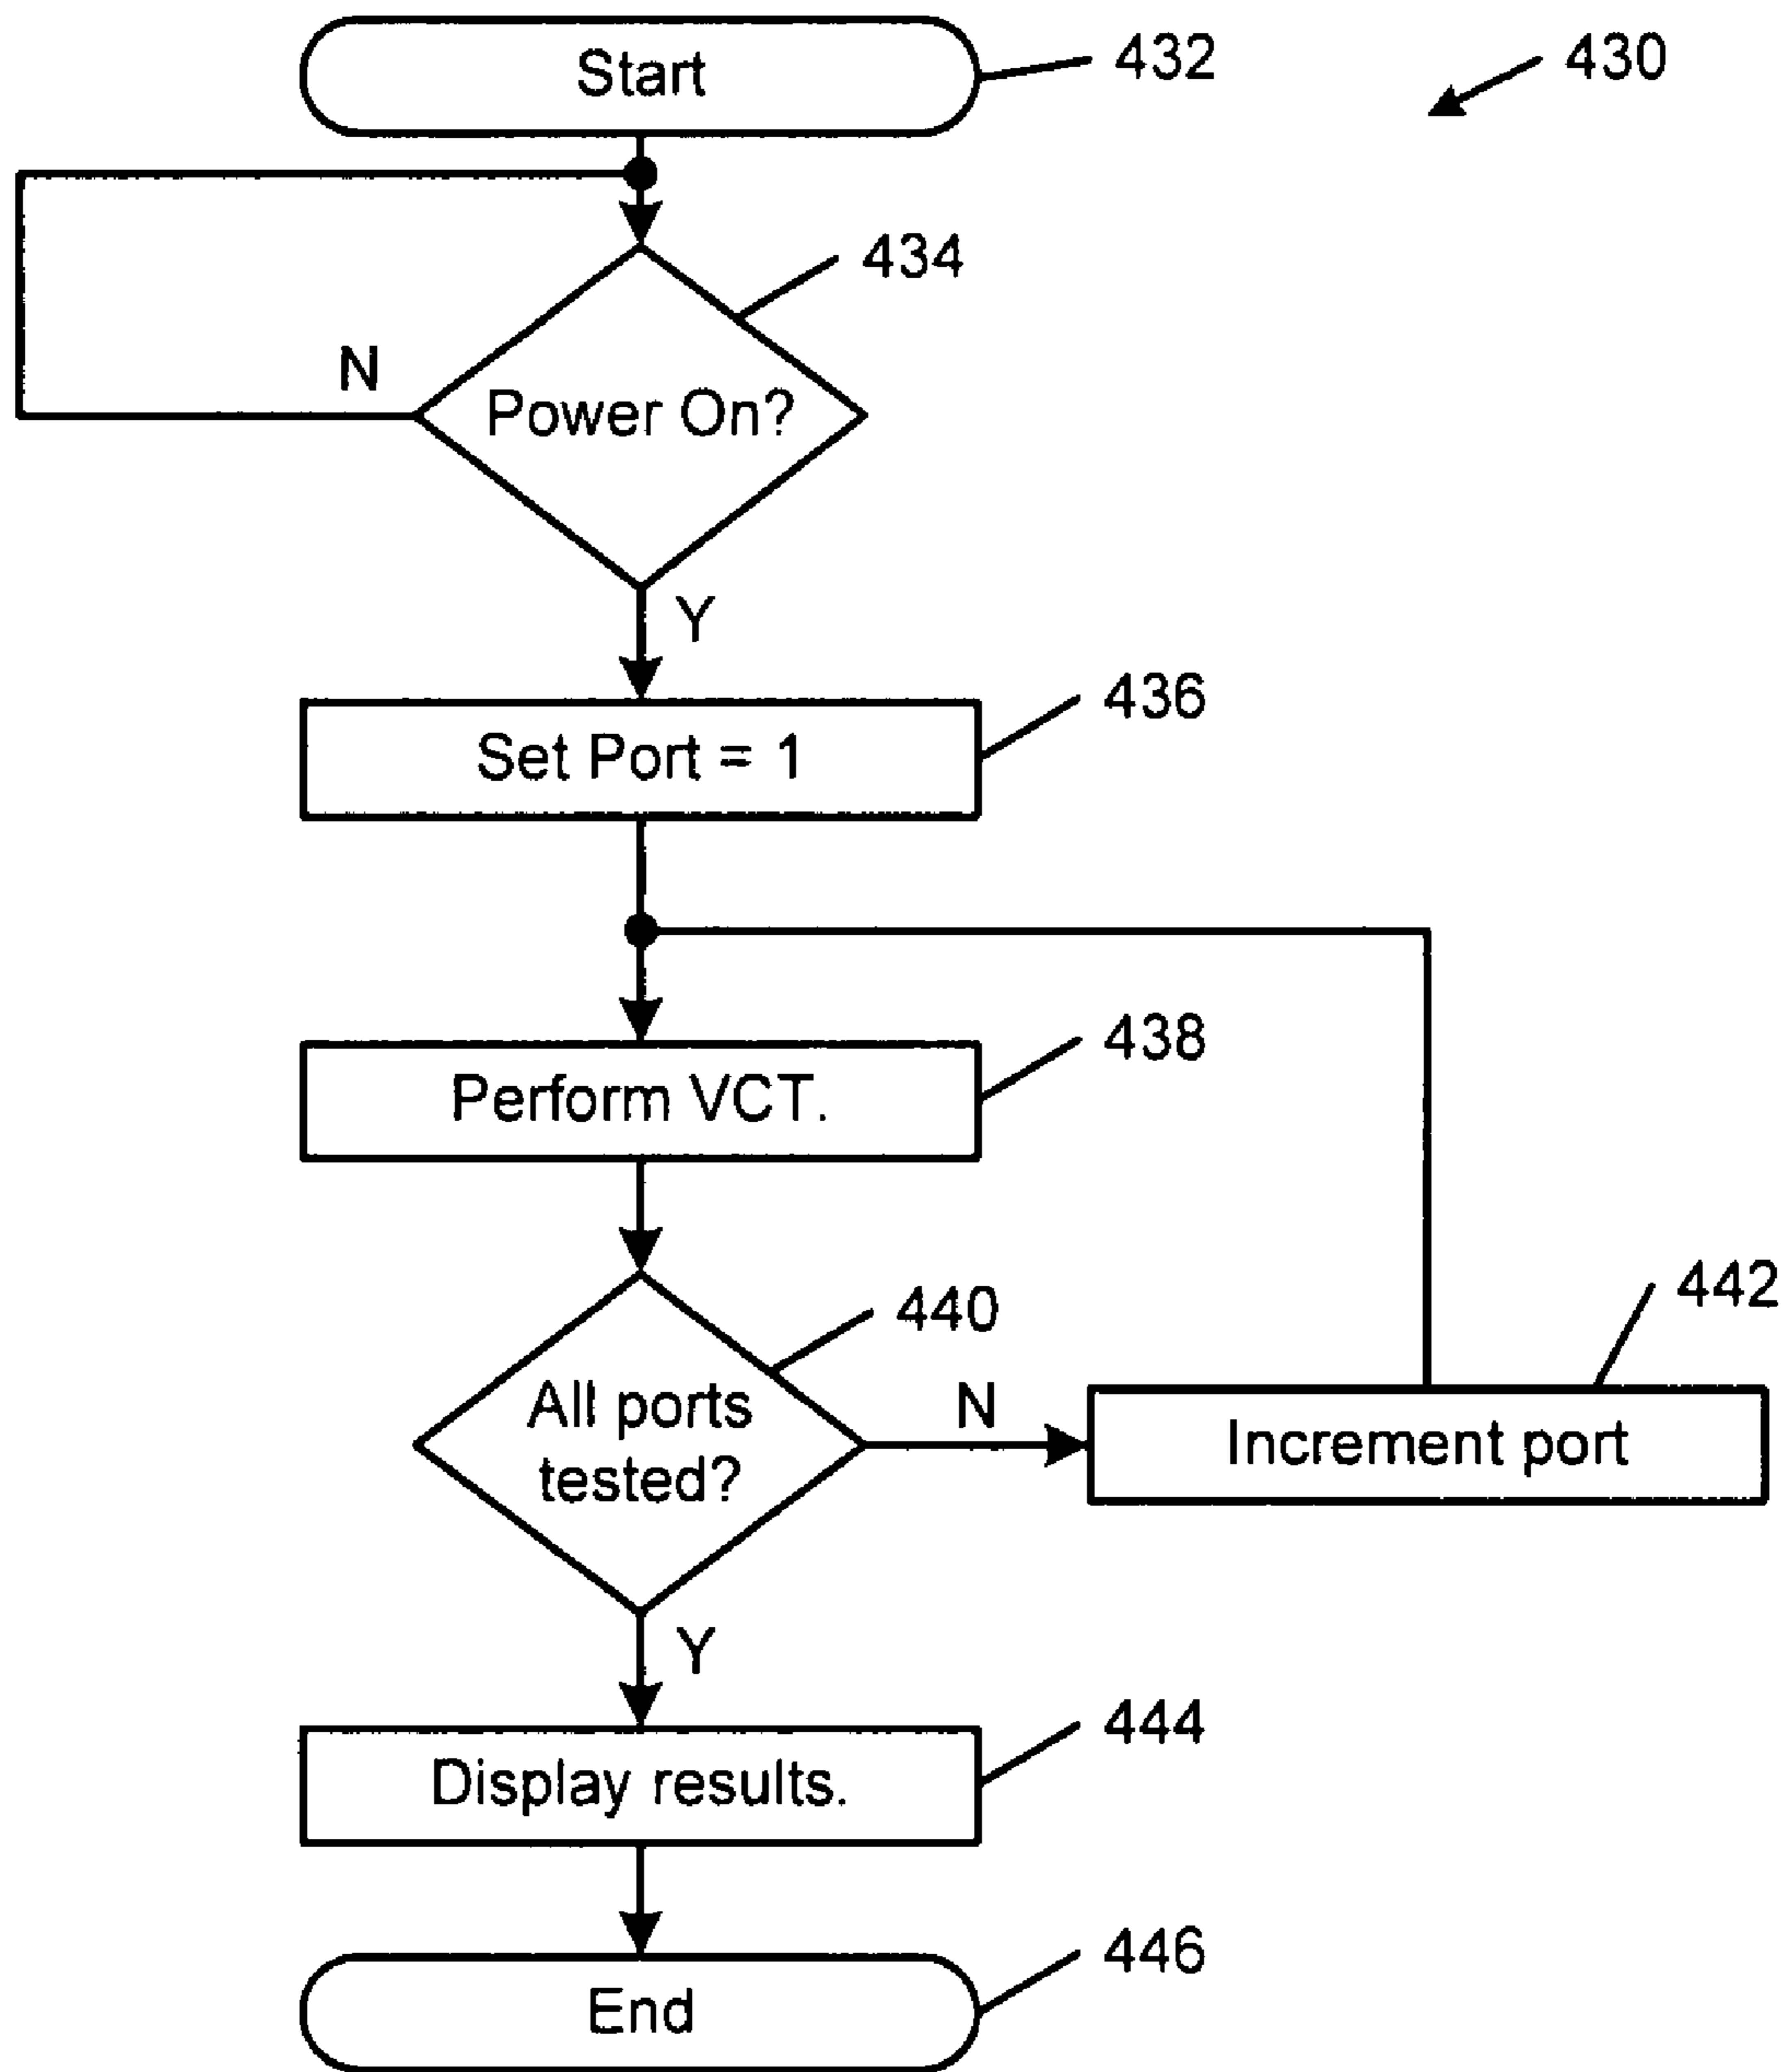 Start
432
430
434
N
Power On?
Y
436
Set Port = 1
438
Perform VCT.
440
442
All ports
tested?
N
Increment port
Y
444
Display results.
446
End